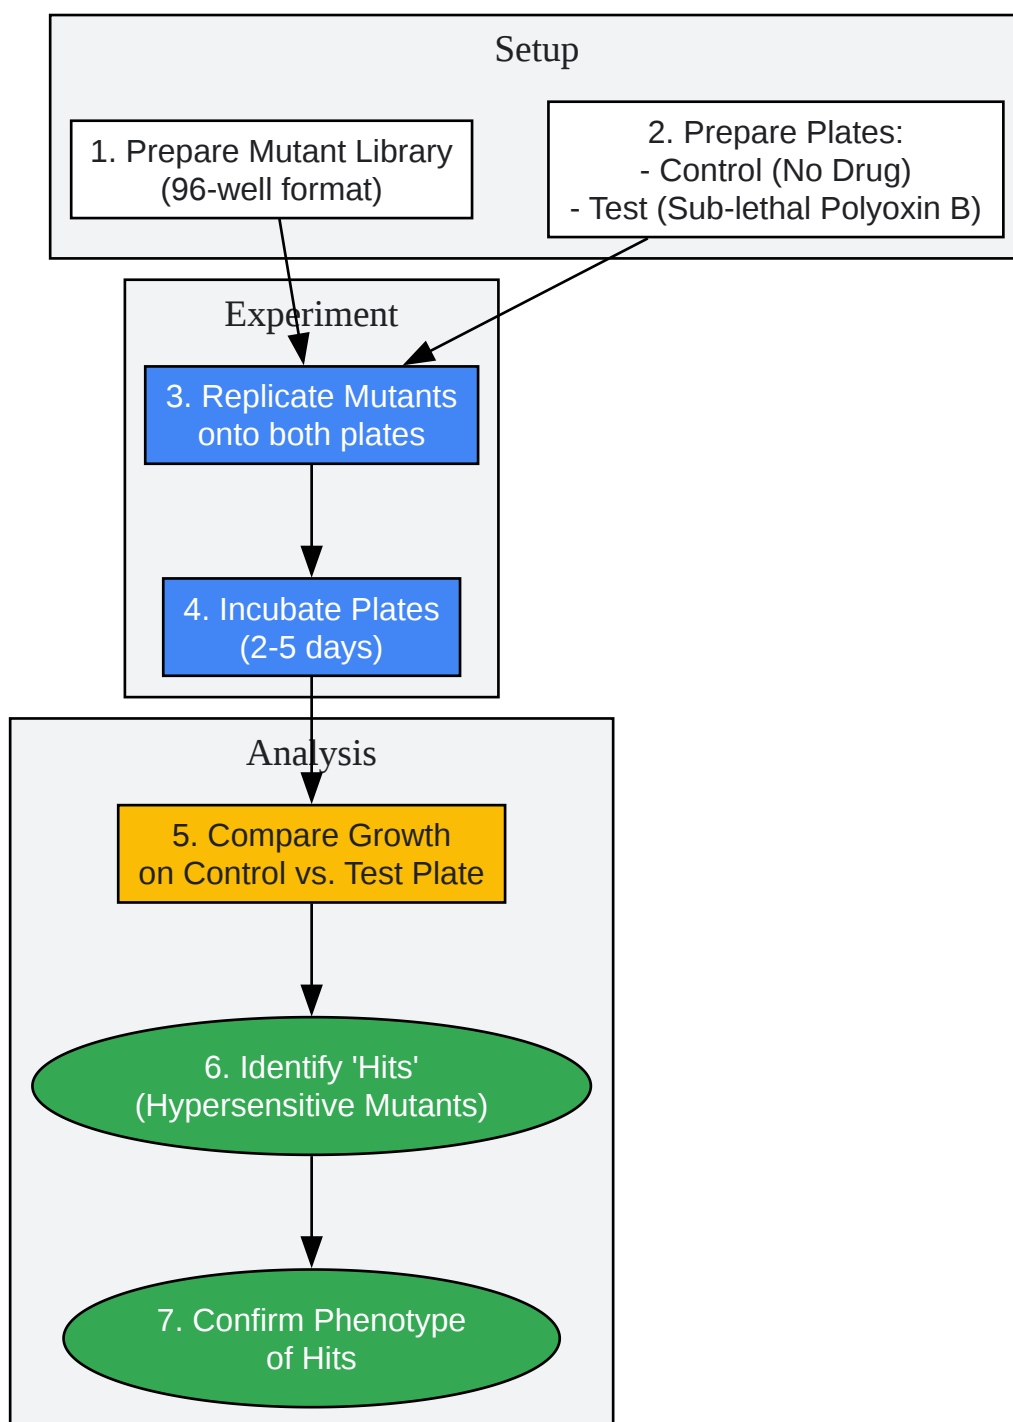 Setup
1. Prepare Mutant Library
(96-well format)
2. Prepare Plates:
- Control (No Drug)
- Test (Sub-lethal Polyoxin B)
Experiment
3. Replicate Mutants
onto both plates
4. Incubate Plates
(2-5 days)
Analysis
5. Compare Growth
on Control vs. Test Plate
6. Identify 'Hits'
(Hypersensitive Mutants)
7. Confirm Phenotype
of Hits